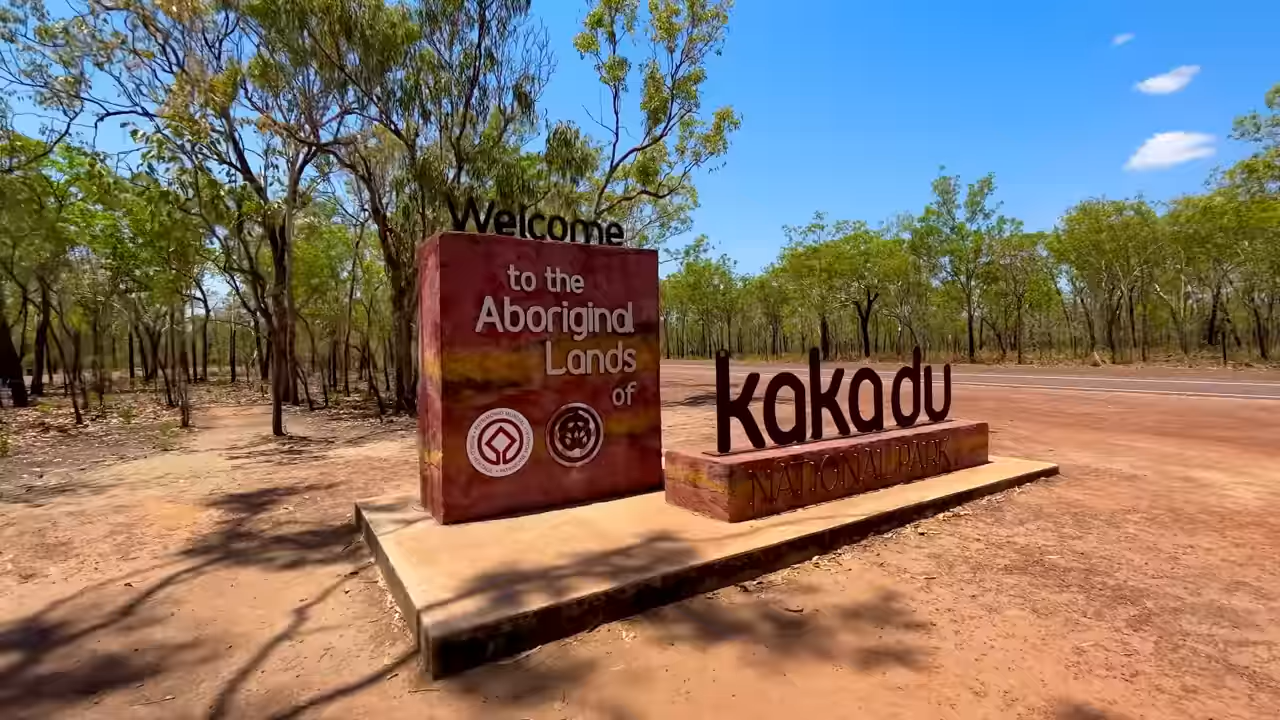 Welcome
to the
Aboriginal
Lands
of
kakadu
NATIONAL PARK